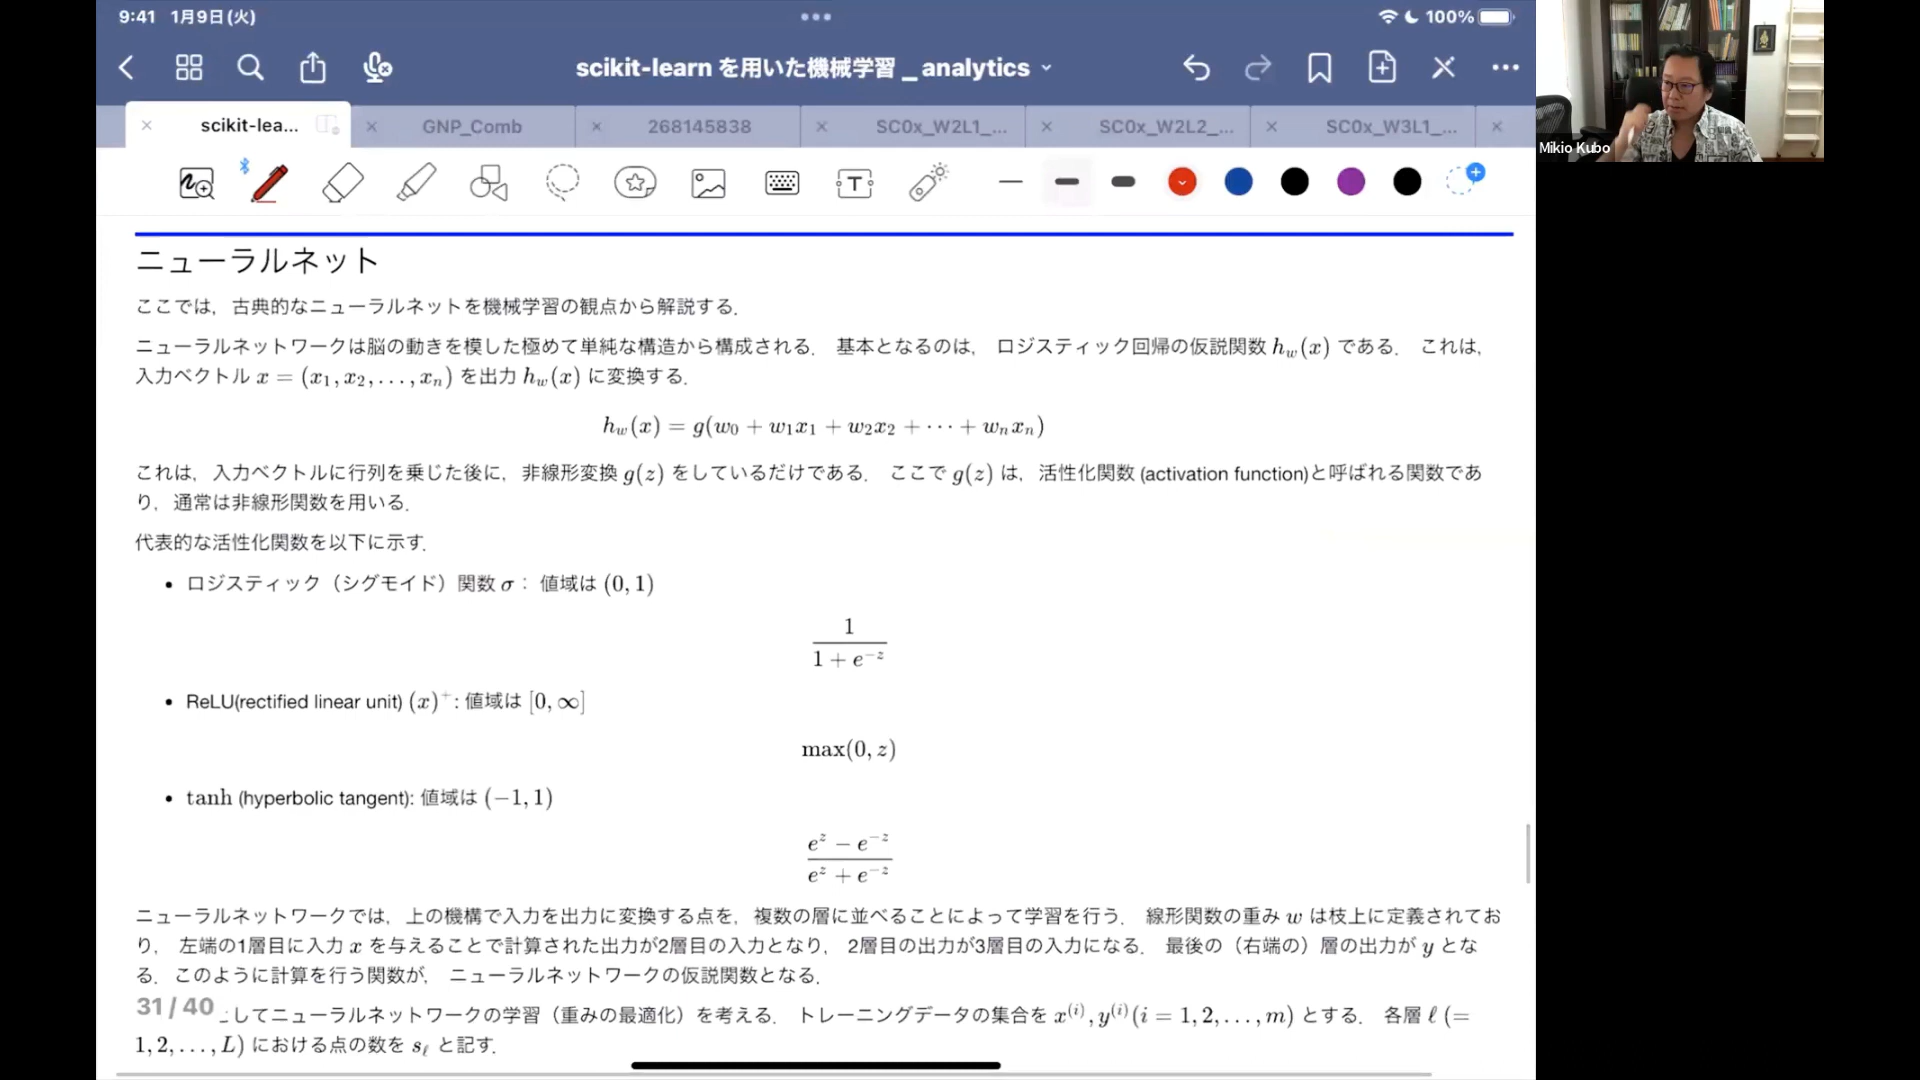 9:41 1月9日(火)
100%
scikit-learn を用いた機械学習 _ analytics
scikit-lea...
GNP_Comb
268145838
SC0x_W2L1_...
SC0x_W2L2_...
SC0x_W3L1_...
Mikio Kubo
ニューラルネット
ここでは，古典的なニューラルネットを機械学習の観点から解説する．
ニューラルネットワークは脳の動きを模した極めて単純な構造から構成される． 基本となるのは， ロジスティック回帰の仮説関数 h_w(x) である． これは，
入力ベクトル x = (x_1, x_2, . . . , x_n) を出力 h_w(x) に変換する．
h_w(x) = g(w_0 + w_1x_1 + w_2x_2 + ··· + w_nx_n)
これは，入力ベクトルに行列を乗じた後に，非線形変換 g(z) をしているだけである． ここで g(z) は，活性化関数 (activation function)と呼ばれる関数であ
り，通常は非線形関数を用いる．
代表的な活性化関数を以下に示す．
• ロジスティック（シグモイド）関数 σ： 値域は (0, 1)
1
1 + e^{-z}
• ReLU(rectified linear unit) (x)^+: 値域は [0, ∞]
max(0, z)
• tanh (hyperbolic tangent): 値域は (−1, 1)
e^z − e^{-z}
e^z + e^{-z}
ニューラルネットワークでは，上の機構で入力を出力に変換する点を，複数の層に並べることによって学習を行う． 線形関数の重み w は枝上に定義されてお
り， 左端の1層目に入力 x を与えることで計算された出力が2層目の入力となり， 2層目の出力が3層目の入力になる． 最後の（右端の）層の出力が y とな
る．このように計算を行う関数が， ニューラルネットワークの仮説関数となる．
31 / 40
してニューラルネットワークの学習（重みの最適化）を考える． トレーニングデータの集合を x^{(i)}, y^{(i)}(i = 1, 2, . . . , m) とする． 各層 ℓ (=
1, 2, . . . , L) における点の数を s_ℓ と記す．